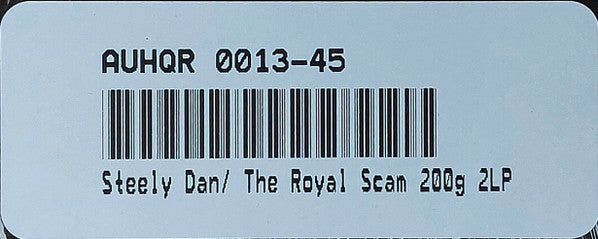 AUHQR 0013-45
Steely Dan/ The Royal Scam 200g 2LP